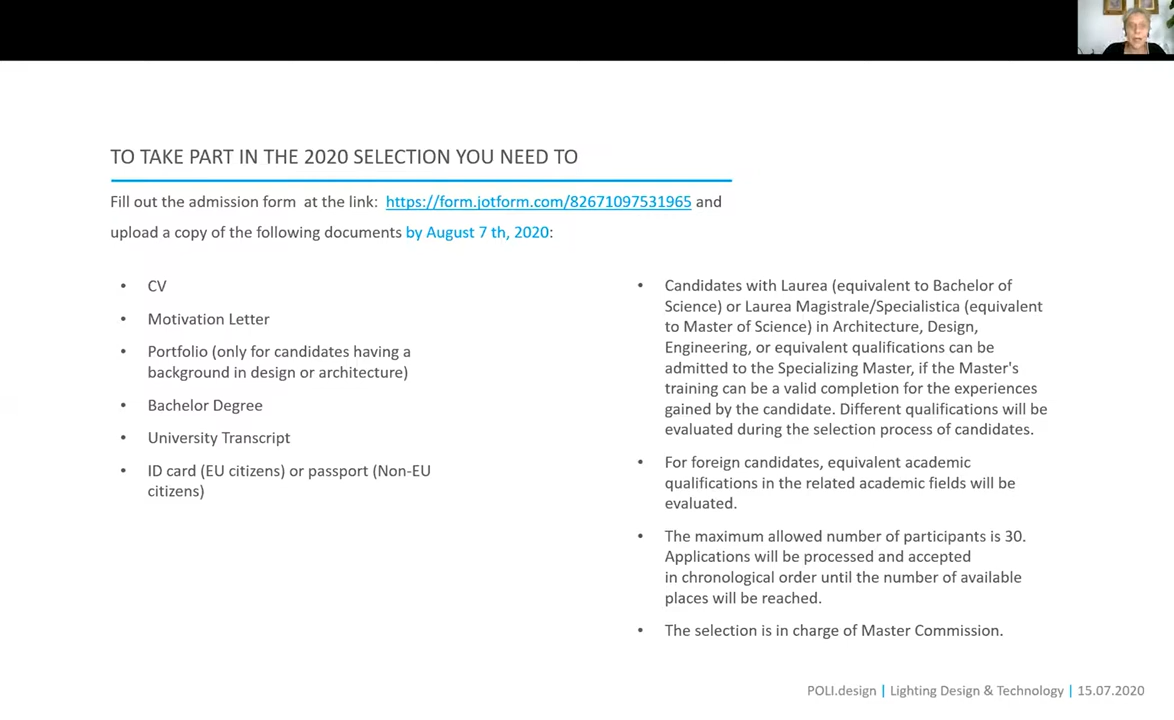 TO TAKE PART IN THE 2020 SELECTION YOU NEED TO
Fill out the admission form at the link: https://form.jotform.com/82671097531965 and
upload a copy of the following documents by August 7 th, 2020:
• CV
• Motivation Letter
• Portfolio (only for candidates having a
background in design or architecture)
• Bachelor Degree
• University Transcript
• ID card (EU citizens) or passport (Non-EU
citizens)
• Candidates with Laurea (equivalent to Bachelor of
Science) or Laurea Magistrale/Specialistica (equivalent
to Master of Science) in Architecture, Design,
Engineering, or equivalent qualifications can be
admitted to the Specializing Master, if the Master's
training can be a valid completion for the experiences
gained by the candidate. Different qualifications will be
evaluated during the selection process of candidates.
• For foreign candidates, equivalent academic
qualifications in the related academic fields will be
evaluated.
• The maximum allowed number of participants is 30.
Applications will be processed and accepted
in chronological order until the number of available
places will be reached.
• The selection is in charge of Master Commission.
POLI.design | Lighting Design & Technology | 15.07.2020